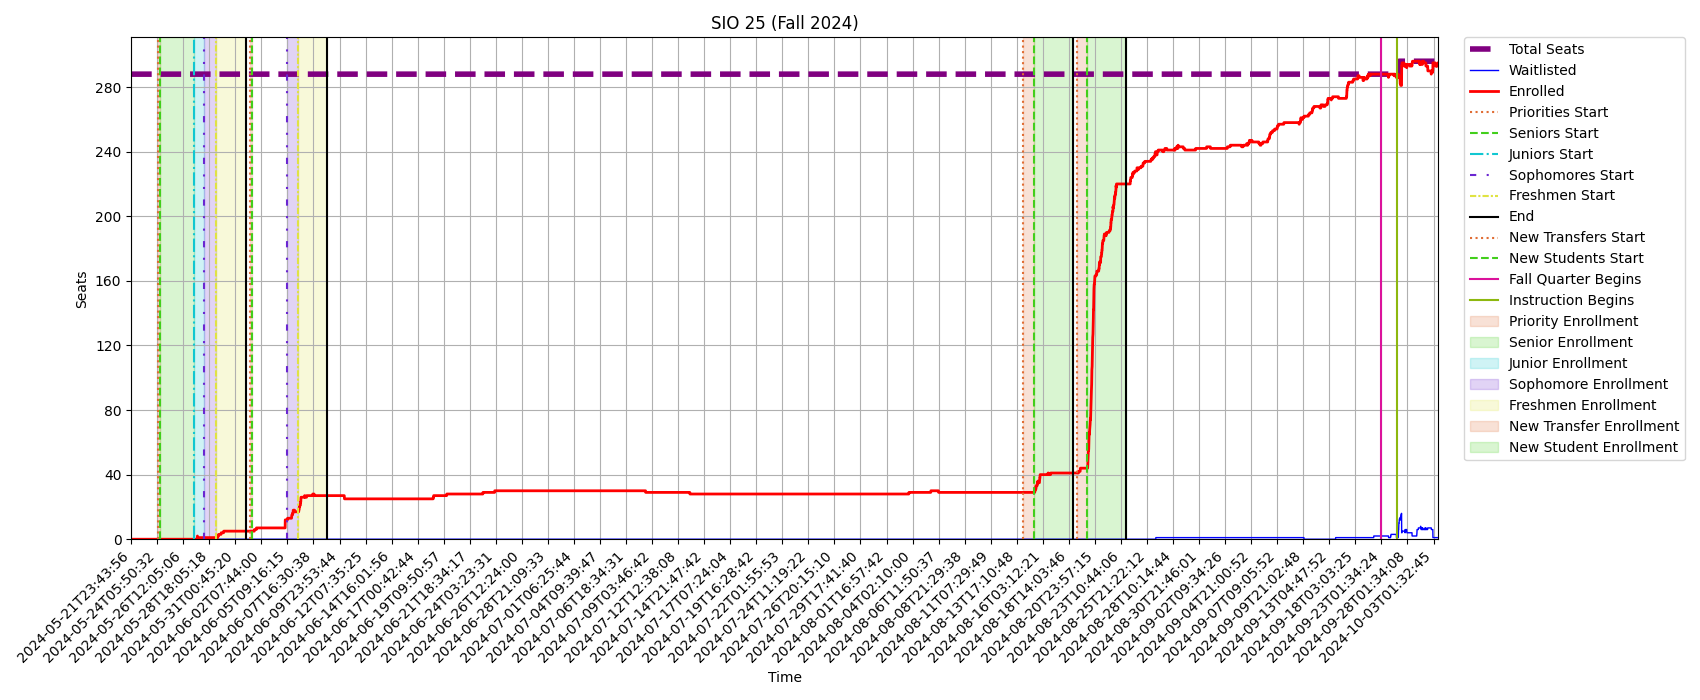 SIO 25 (Fall 2024)
Seats
280
240
200
160
120
80
40
0
2024-05-21T23:43:56
2024-05-24T05:50:32
2024-05-26T12:05:06
2024-05-28T18:05:18
2024-05-31T00:45:20
2024-06-02T07:44:00
2024-06-05T09:16:15
2024-06-07T16:30:38
2024-06-09T23:53:44
2024-06-12T07:35:25
2024-06-14T16:01:56
2024-06-17T00:42:44
2024-06-19T09:50:57
2024-06-21T18:34:17
2024-06-24T03:23:31
2024-06-26T12:24:00
2024-06-28T21:09:33
2024-07-01T06:25:44
2024-07-04T09:39:47
2024-07-06T18:34:31
2024-07-09T03:46:42
2024-07-12T12:38:08
2024-07-14T21:47:42
2024-07-17T07:24:04
2024-07-19T16:28:42
2024-07-22T01:55:53
2024-07-24T11:19:22
2024-07-26T20:15:10
2024-07-29T17:41:40
2024-08-01T16:57:42
2024-08-04T02:10:00
2024-08-06T11:50:37
2024-08-08T21:29:38
2024-08-11T07:29:49
2024-08-13T17:10:48
2024-08-16T03:12:21
2024-08-18T14:03:46
2024-08-20T23:57:15
2024-08-23T10:44:06
2024-08-25T21:22:12
2024-08-28T10:14:44
2024-08-30T21:46:01
2024-09-02T09:34:26
2024-09-04T21:00:52
2024-09-07T09:05:52
2024-09-09T21:02:48
2024-09-13T04:47:52
2024-09-18T03:03:25
2024-09-23T01:34:24
2024-09-28T01:34:08
2024-10-03T01:32:45
Time
Total Seats
Waitlisted
Enrolled
Priorities Start
Seniors Start
Juniors Start
Sophomores Start
Freshmen Start
End
New Transfers Start
New Students Start
Fall Quarter Begins
Instruction Begins
Priority Enrollment
Senior Enrollment
Junior Enrollment
Sophomore Enrollment
Freshmen Enrollment
New Transfer Enrollment
New Student Enrollment